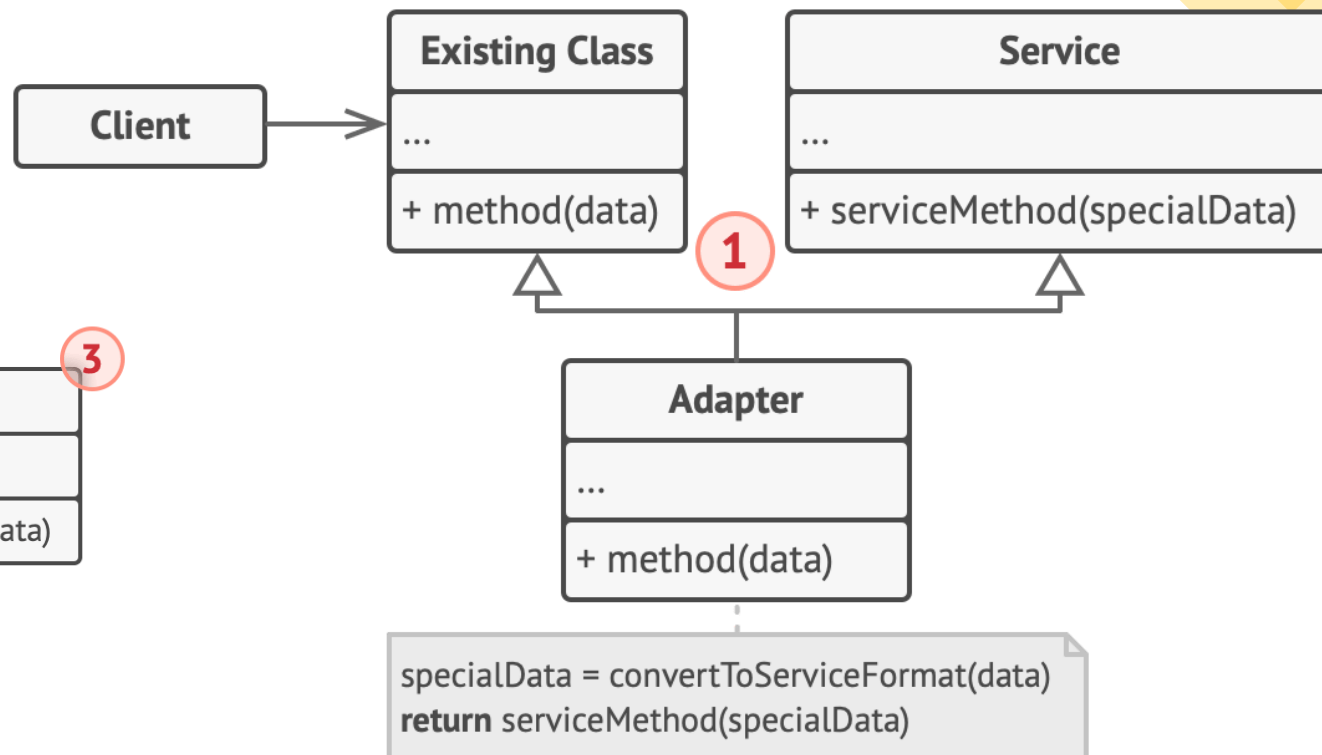 Existing Class
Service
Client
...
...
+ method(data)
+ serviceMethod(specialData)
1
3
Adapter
...
ata)
+ method(data)
specialData = convertToServiceFormat(data)
return serviceMethod(specialData)